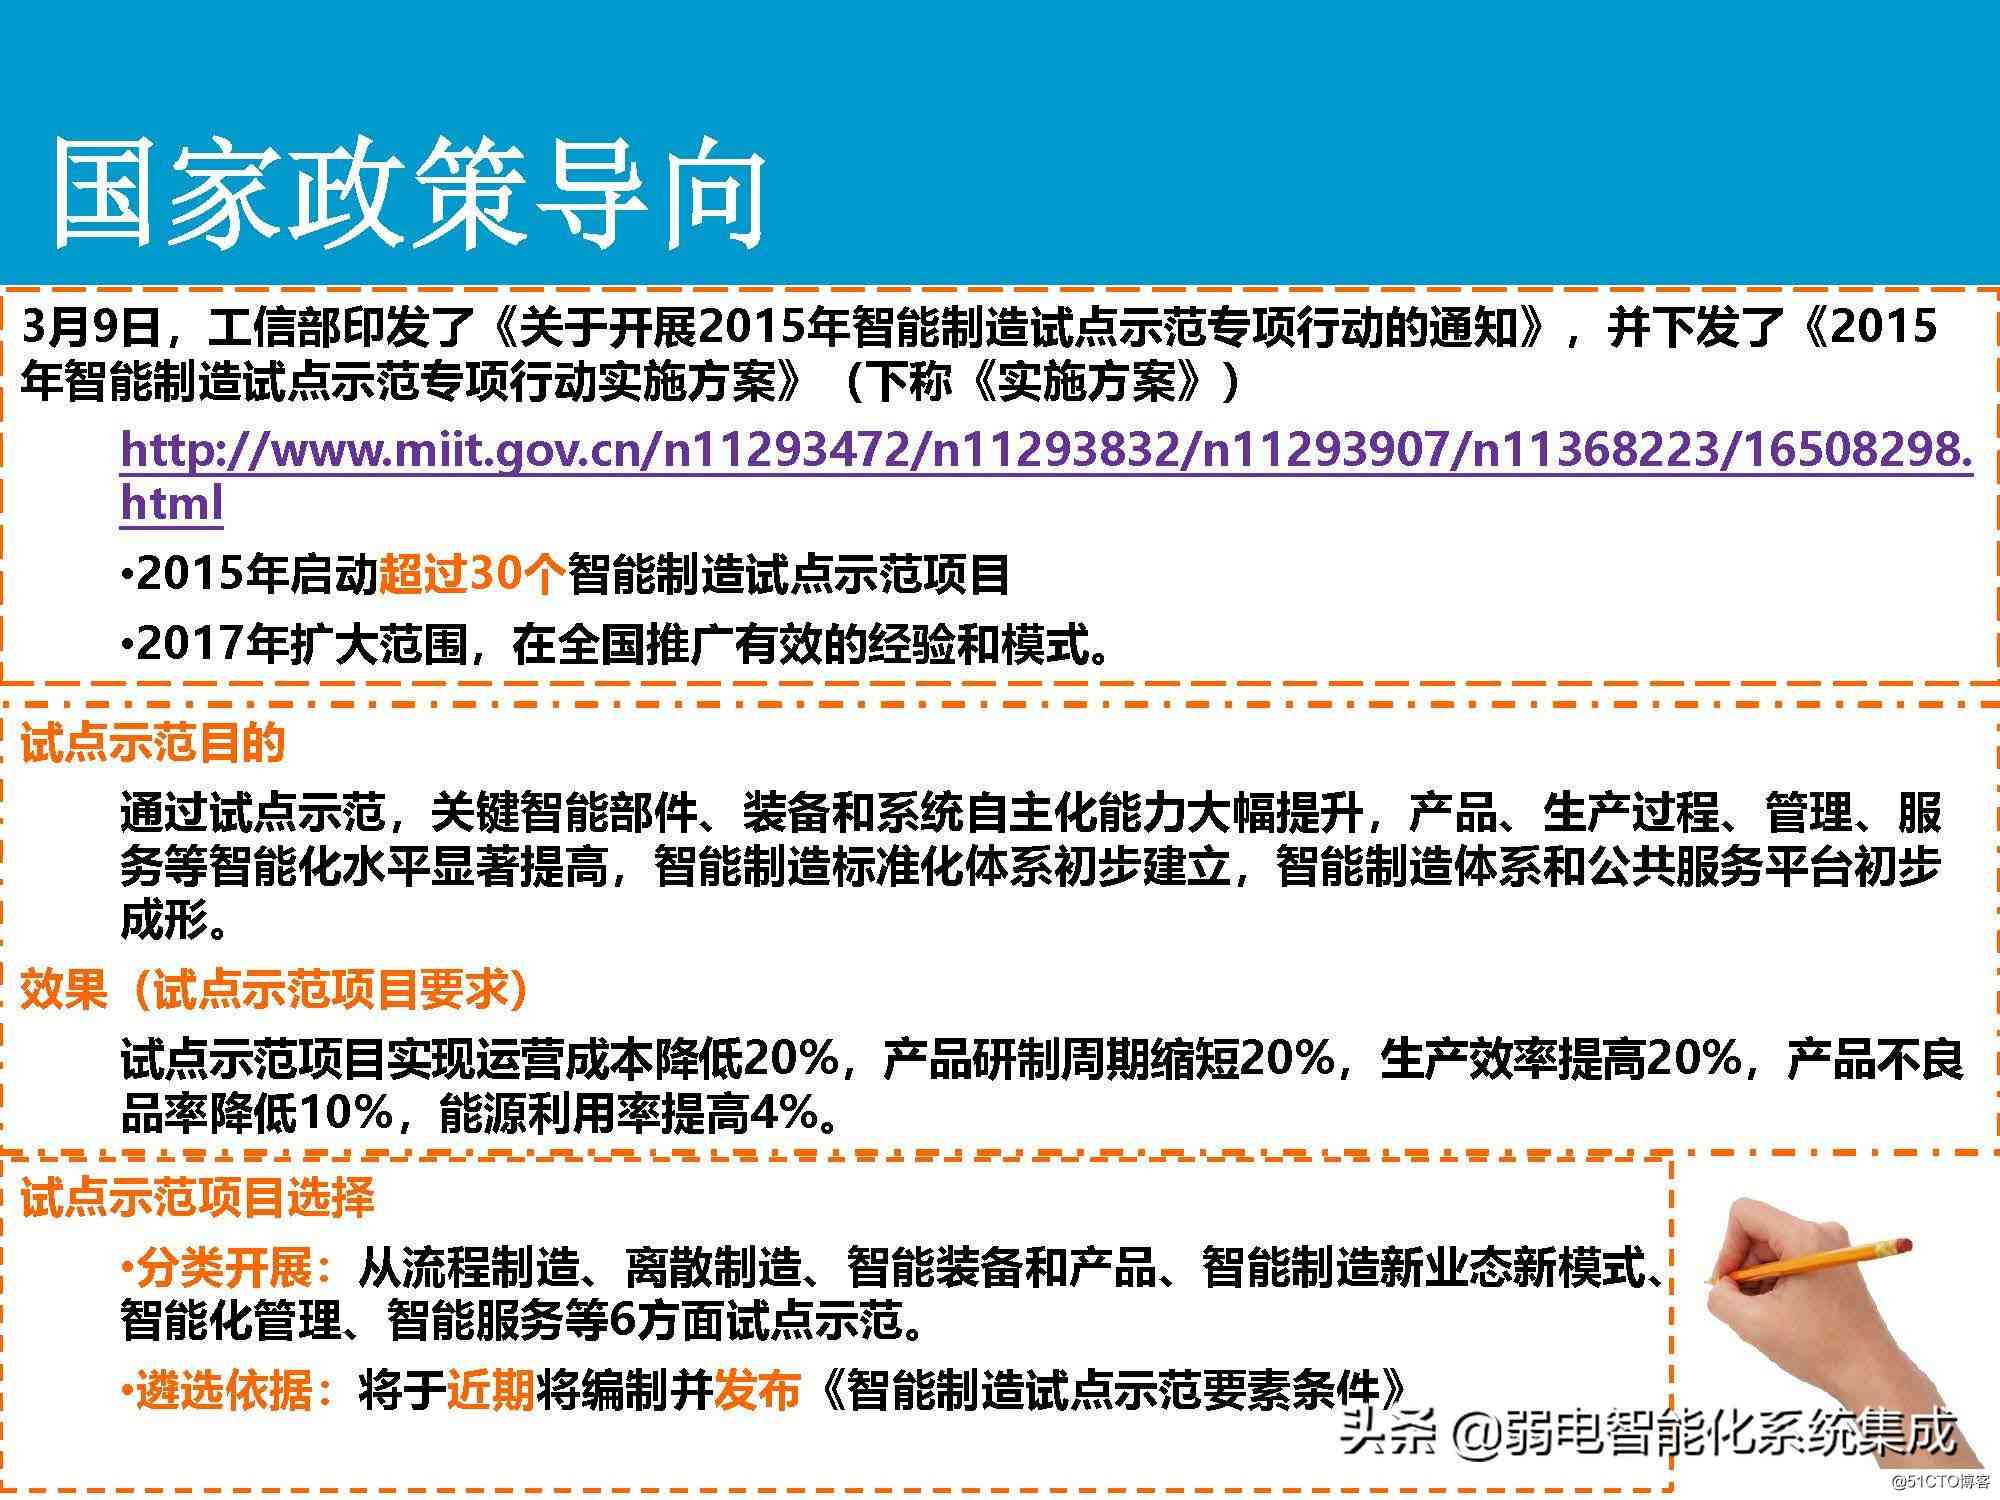 国家政策导向
3月9日，工信部印发了《关于开展2015年智能制造试点示范专项行动的通知》，并下发了《2015
年智能制造试点示范专项行动实施方案》（下称《实施方案》）
http://www.miit.gov.cn/n11293472/n11293832/n11293907/n11368223/16508298.
html
•2015年启动超过30个智能制造试点示范项目
•2017年扩大范围，在全国推广有效的经验和模式。
试点示范目的
通过试点示范，关键智能部件、装备和系统自主化能力大幅提升，产品、生产过程、管理、服
务等智能化水平显著提高，智能制造标准化体系初步建立，智能制造体系和公共服务平台初步
成形。
效果（试点示范项目要求）
试点示范项目实现运营成本降低20%，产品研制周期缩短20%，生产效率提高20%，产品不良
品率降低10%，能源利用率提高4%。
试点示范项目选择
•分类开展：从流程制造、离散制造、智能装备和产品、智能制造新业态新模式、
智能化管理、智能服务等6方面试点示范。
•遴选依据：将于近期将编制并发布《智能制造试点示范要素条件》
头条 @弱电智能化系统集成
@51CTO博客